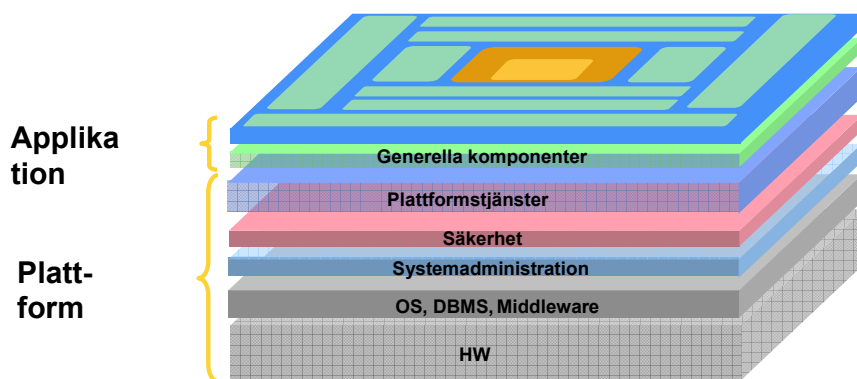 Applika
tion
Generella komponenter
Plattformstjänster
Säkerhet
Systemadministration
Platt-
form
OS, DBMS, Middleware
HW